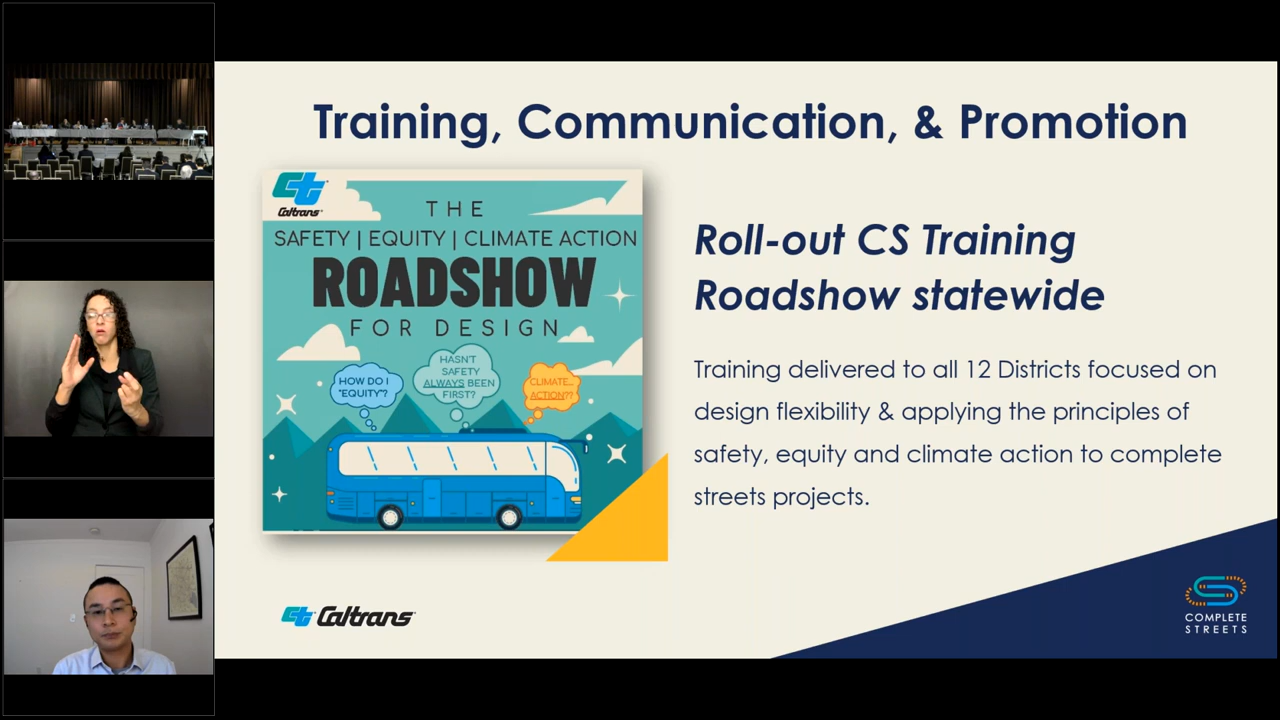 Training, Communication, & Promotion
Caltrans
THE
SAFETY | EQUITY | CLIMATE ACTION
ROADSHOW
FOR DESIGN
HOW DO I
"EQUITY"?
HASN'T
SAFETY
ALWAYS BEEN
FIRST?
CLIMATE...
ACTION??
Roll-out CS Training
Roadshow statewide
Training delivered to all 12 Districts focused on
design flexibility & applying the principles of
safety, equity and climate action to complete
streets projects.
Caltrans
COMPLETE
STREETS